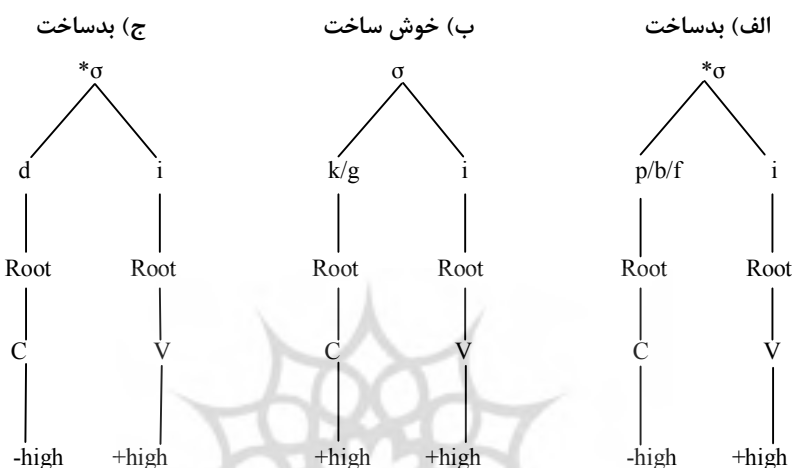 الف) بدساخت ب) خوش ساخت ج) بدساخت
*σ σ *σ
d i k/g i p/b/f i
Root Root Root Root Root Root
C V C V C V
-high +high +high +high -high +high